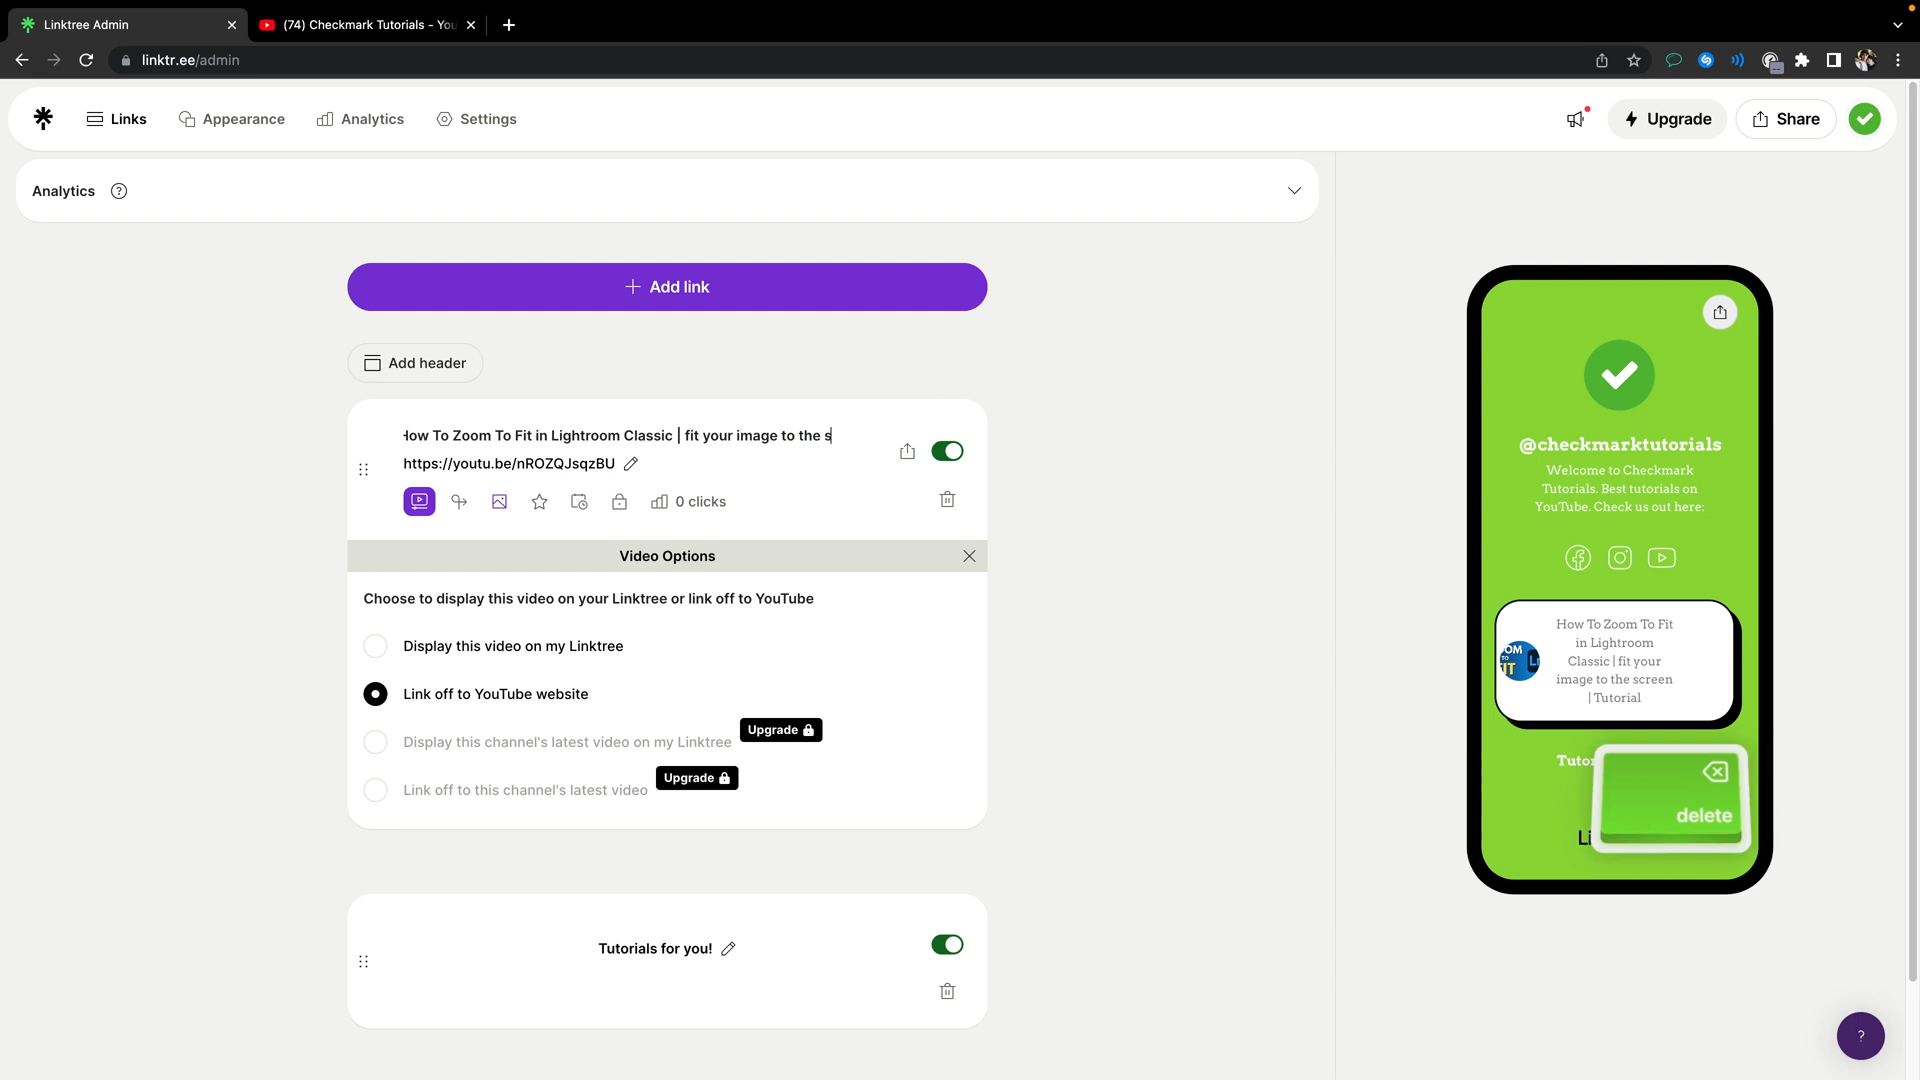 Linktree Admin
(74) Checkmark Tutorials - You
linktr.ee/admin
Links
Appearance
Analytics
Settings
Upgrade
Share
Analytics ?
+ Add link
Add header
How To Zoom To Fit in Lightroom Classic | fit your image to the s
https://youtu.be/nROZQJsqzBU
0 clicks
Video Options
Choose to display this video on your Linktree or link off to YouTube
Display this video on my Linktree
Link off to YouTube website
Upgrade
Display this channel's latest video on my Linktree
Upgrade
Link off to this channel's latest video
Tutorials for you!
@checkmarktutorials
Welcome to Checkmark
Tutorials. Best tutorials on
YouTube. Check us out here:
How To Zoom To Fit
in Lightroom
Classic | fit your
image to the screen
| Tutorial
Tutor
delete
Li
?